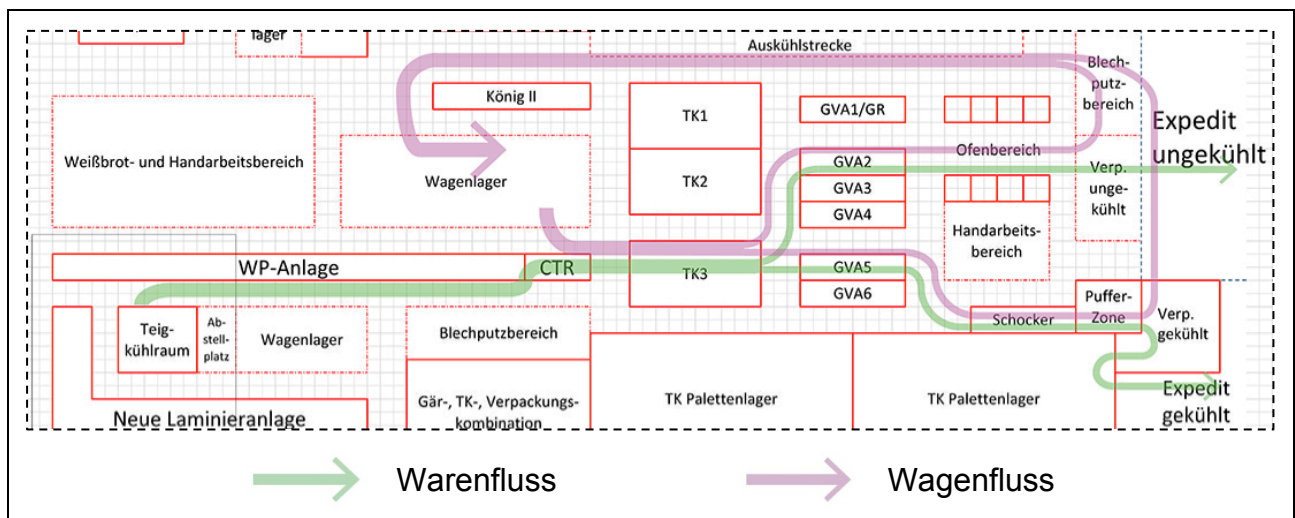 lager
Auskühlstrecke
Blech-
putz-
bereich
König II
TK1
GVA1/GR
Expedit
ungekühlt
Weißbrot- und Handarbeitsbereich
Wagenlager
TK2
GVA2
GVA3
GVA4
Ofenbereich
Verp.
unge-
kühlt
Handarbeits-
bereich
WP-Anlage
CTR
TK3
GVA5
GVA6
Schocker
Puffer-
Zone
Verp.
gekühlt
Teig-
kühlraum
Ab-
stell-
platz
Wagenlager
Blechputzbereich
Neue Laminieranlage
Gär-, TK-, Verpackungs-
kombination
TK Palettenlager
TK Palettenlager
Expedit
gekühlt
Warenfluss
Wagenfluss